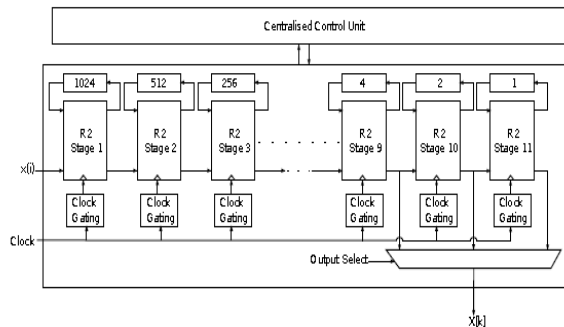 Centralised Control Unit
1024 512 256 4 2 1
R2 Stage 1
R2 Stage 2
R2 Stage 3
R2 Stage 9
R2 Stage 10
R2 Stage 11
x(i)
Clock Gating
Clock Gating
Clock Gating
Clock Gating
Clock Gating
Clock Gating
Clock
Output Select
X[k]